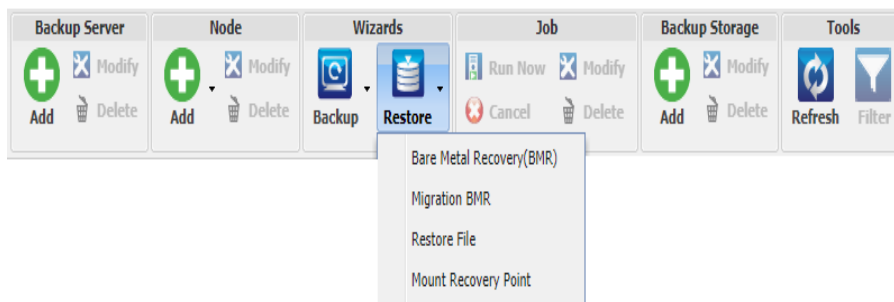 Backup Server Node Wizards Job Backup Storage Tools
Modify Modify Run Now Modify Modify
Add Delete Add Delete Backup Restore Cancel Delete Add Delete Refresh Filter
Bare Metal Recovery(BMR)
Migration BMR
Restore File
Mount Recovery Point